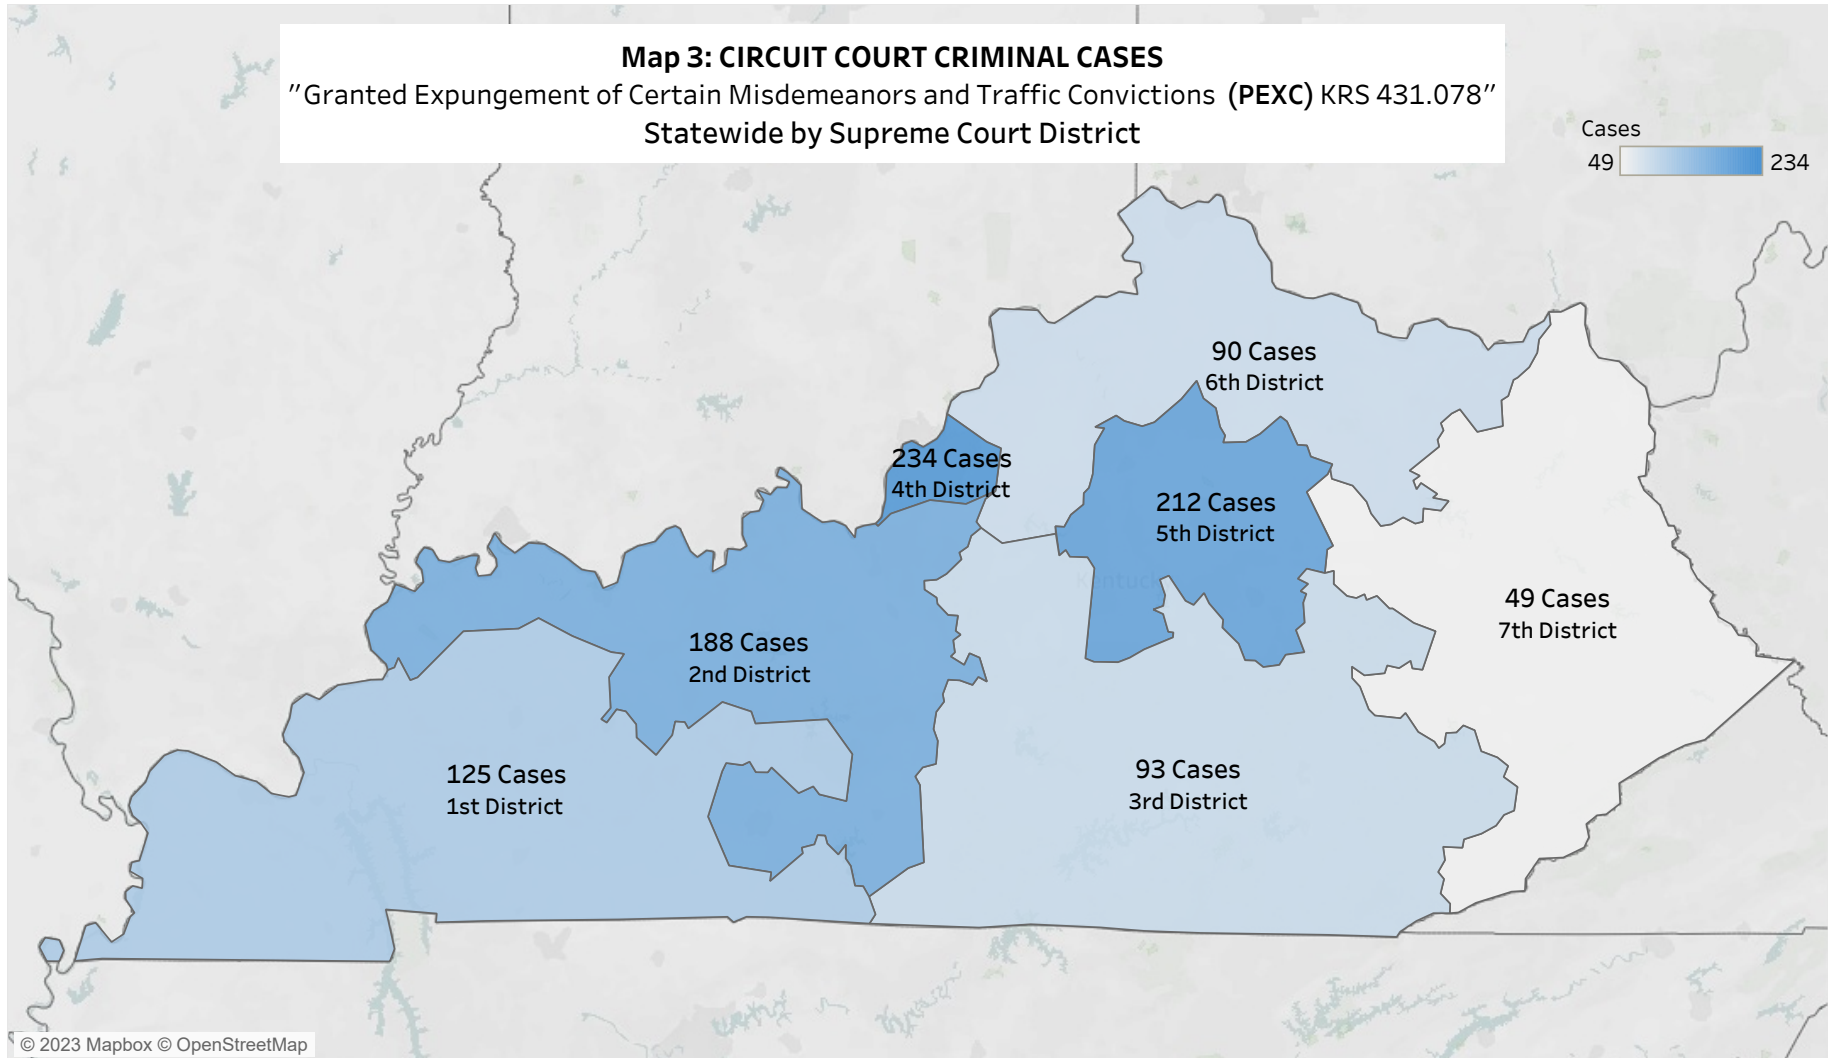 Map 3: CIRCUIT COURT CRIMINAL CASES
"Granted Expungement of Certain Misdemeanors and Traffic Convictions (PEXC) KRS 431.078"
Statewide by Supreme Court District
Cases
49 234
90 Cases
6th District
234 Cases
4th District
212 Cases
5th District
Kentucky
49 Cases
7th District
188 Cases
2nd District
125 Cases
1st District
93 Cases
3rd District
© 2023 Mapbox © OpenStreetMap